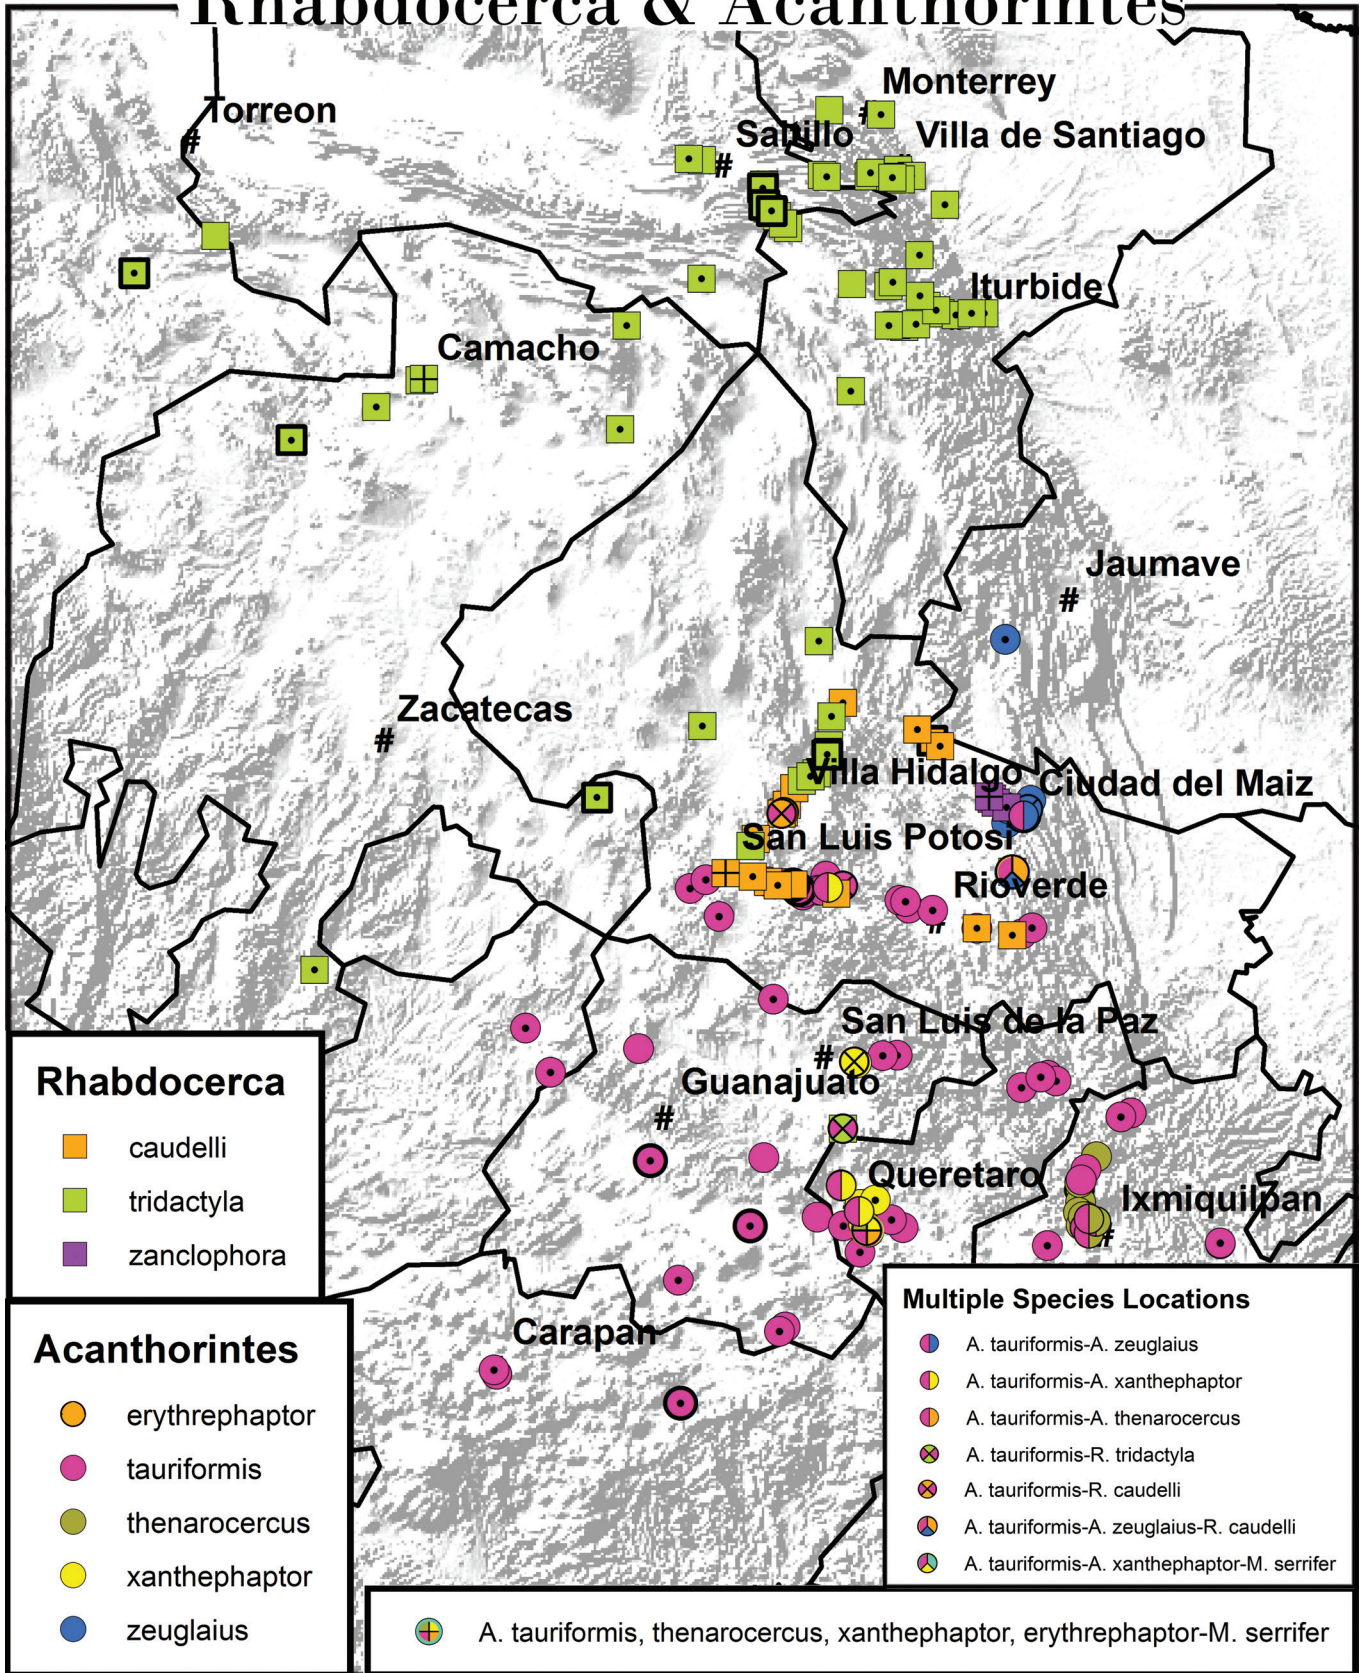 Rhabdocerca & Acanthorintes
Monterrey
Torreon
#
#
Saltillo
Villa de Santiago
#
Iturbide
Camacho
Jaumave
#
Zacatecas
#
Villa Hidalgo
Ciudad del Maiz
San Luis Potosi
Rioverde
#
San Luis de la Paz
#
Guanajuato
#
Queretaro
Ixmiquilpan
#
Carapan
Rhabdocerca
caudelli
tridactyla
zanclophora
Acanthorintes
erythrephaptor
tauriformis
thenarocercus
xanthephaptor
zeuglaius
Multiple Species Locations
A. tauriformis-A. zeuglaius
A. tauriformis-A. xanthephaptor
A. tauriformis-A. thenarocercus
A. tauriformis-R. tridactyla
A. tauriformis-R. caudelli
A. tauriformis-A. zeuglaius-R. caudelli
A. tauriformis-A. xanthephaptor-M. serrifer
A. tauriformis, thenarocercus, xanthephaptor, erythrephaptor-M. serrifer